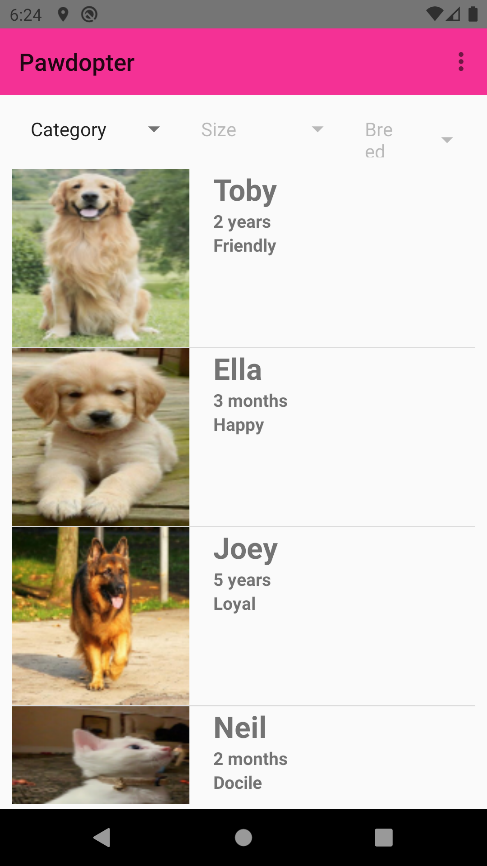 6:24
Pawdopter
Category
Size
Bre
ed
Toby
2 years
Friendly
Ella
3 months
Happy
Joey
5 years
Loyal
Neil
2 months
Docile